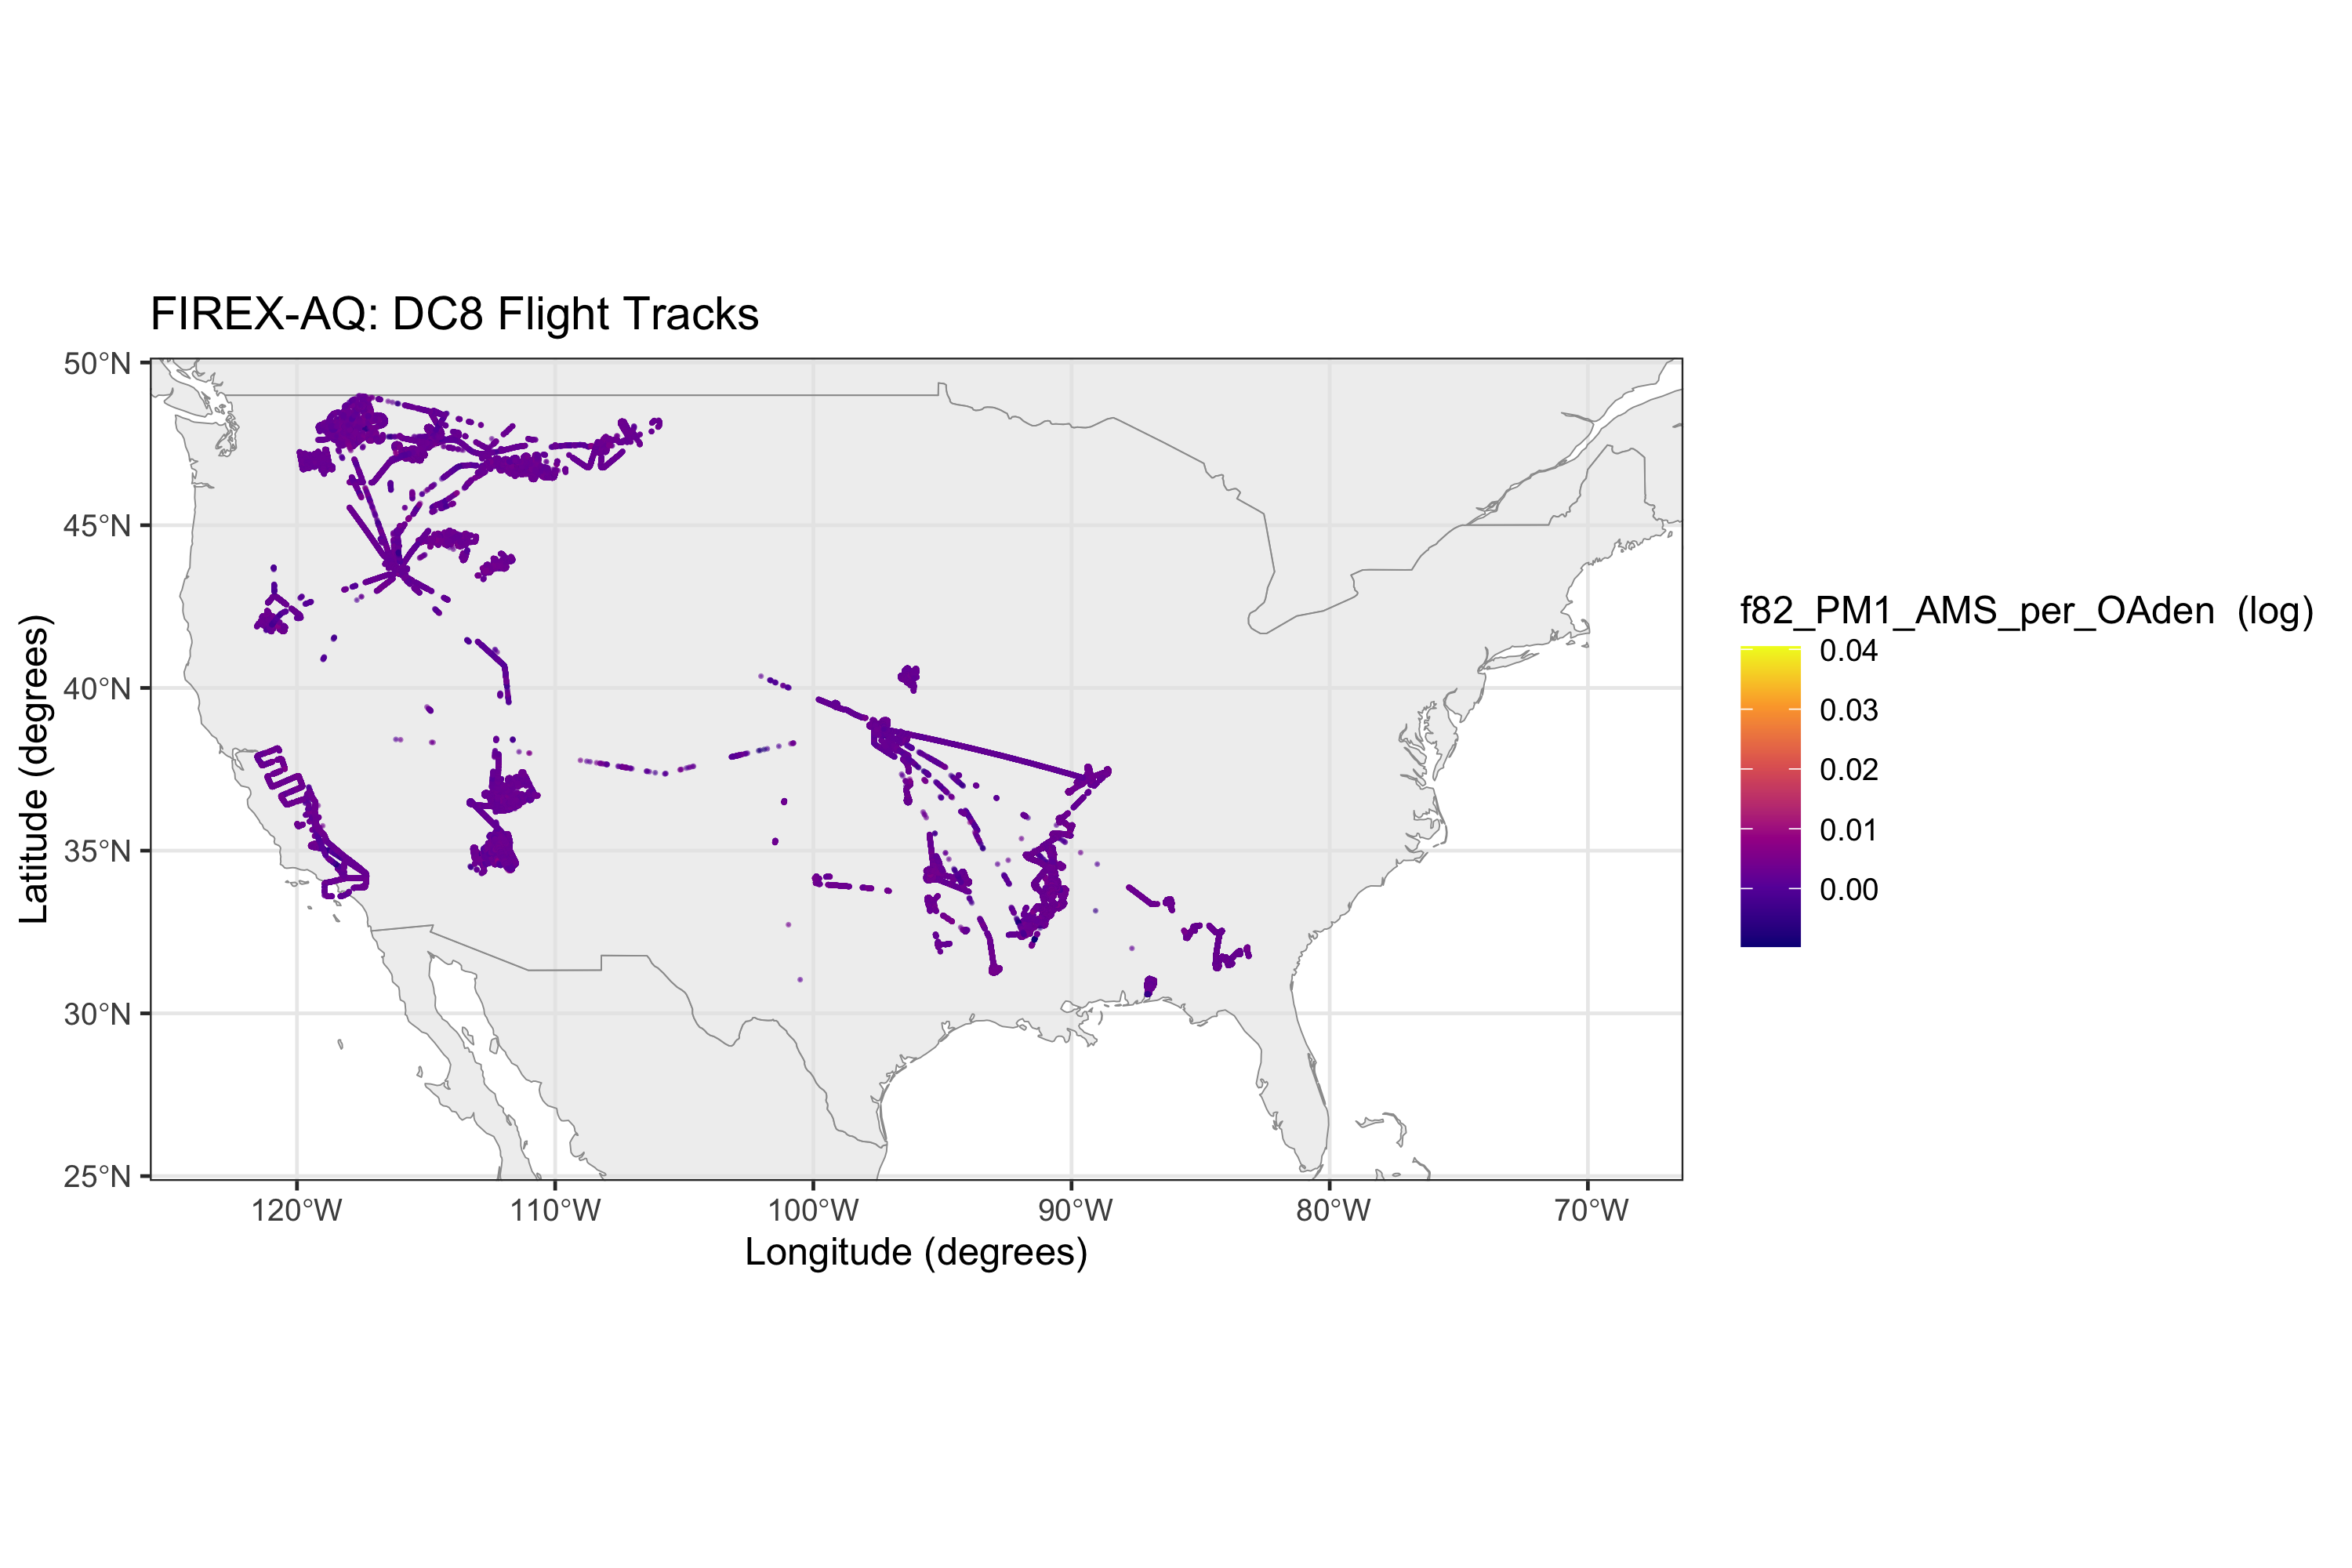 FIREX-AQ: DC8 Flight Tracks
50°N
45°N
40°N
35°N
30°N
25°N
Latitude (degrees)
120°W
110°W
100°W
90°W
80°W
70°W
Longitude (degrees)
f82_PM1_AMS_per_OAden (log)
0.04
0.03
0.02
0.01
0.00